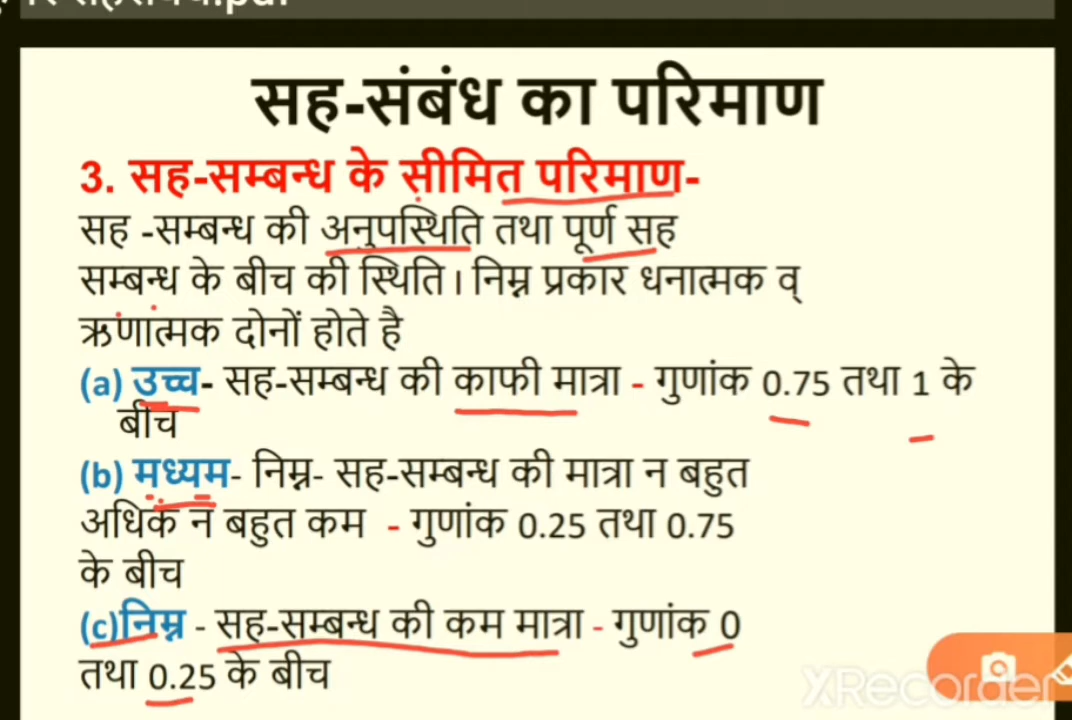 सह-संबंध का परिमाण
3. सह-सम्बन्ध के सीमित परिमाण-
सह -सम्बन्ध की अनुपस्थिति तथा पूर्ण सह
सम्बन्ध के बीच की स्थिति। निम्न प्रकार धनात्मक व्
ऋणात्मक दोनों होते है
(a) उच्च- सह-सम्बन्ध की काफी मात्रा - गुणांक 0.75 तथा 1 के
बीच
(b) मध्यम- निम्न- सह-सम्बन्ध की मात्रा न बहुत
अधिक न बहुत कम - गुणांक 0.25 तथा 0.75
के बीच
(c)निम्न - सह-सम्बन्ध की कम मात्रा - गुणांक 0
तथा 0.25 के बीच
XRecorder